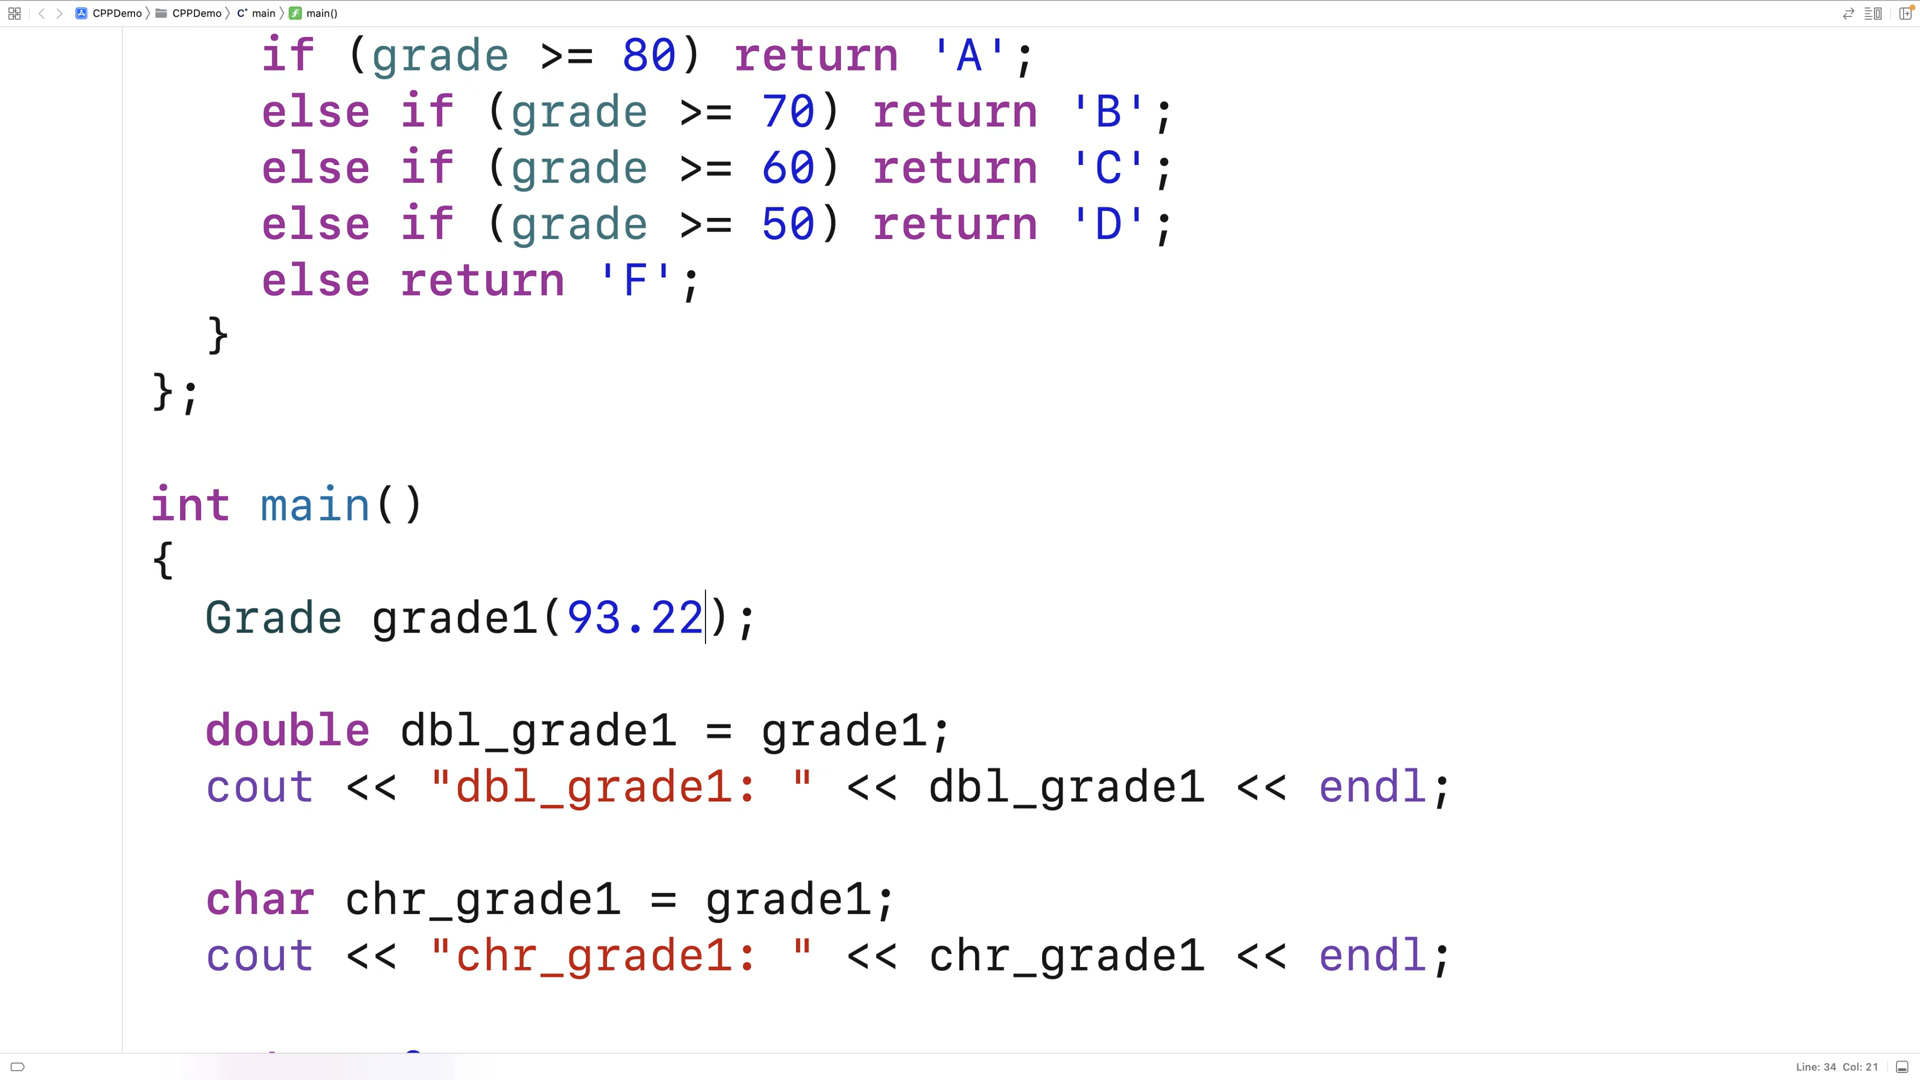 CPPDemo 〉 CPPDemo 〉 C+ main 〉 f main()
if (grade >= 80) return 'A';
else if (grade >= 70) return 'B';
else if (grade >= 60) return 'C';
else if (grade >= 50) return 'D';
else return 'F';
}
};
int main()
{
Grade grade1(93.22);
double dbl_grade1 = grade1;
cout << "dbl_grade1: " << dbl_grade1 << endl;
char chr_grade1 = grade1;
cout << "chr_grade1: " << chr_grade1 << endl;
Line: 34 Col: 21